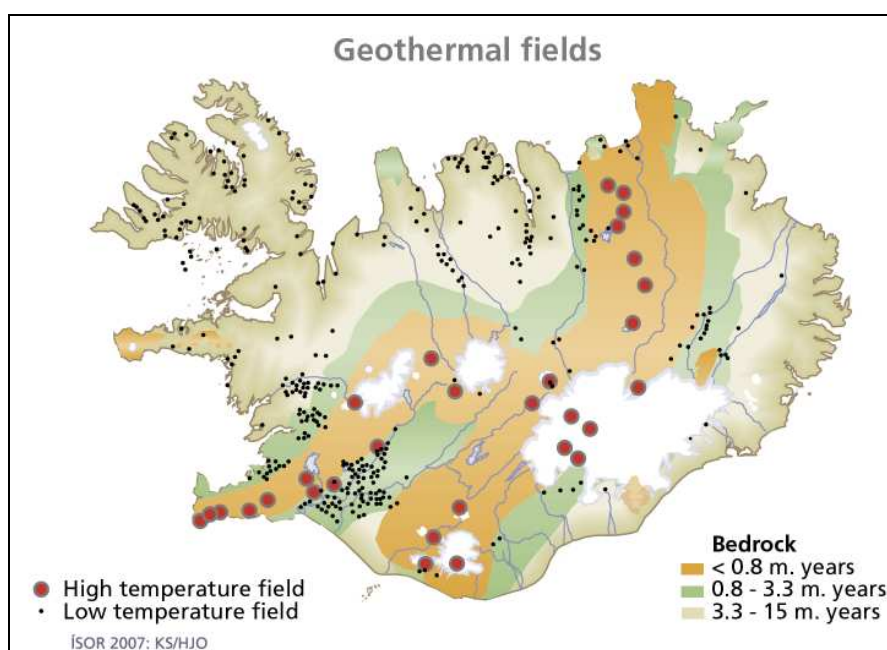 Geothermal fields
High temperature field
Low temperature field
ÍSOR 2007: KS/HJO
Bedrock
< 0.8 m. years
0.8 - 3.3 m. years
3.3 - 15 m. years